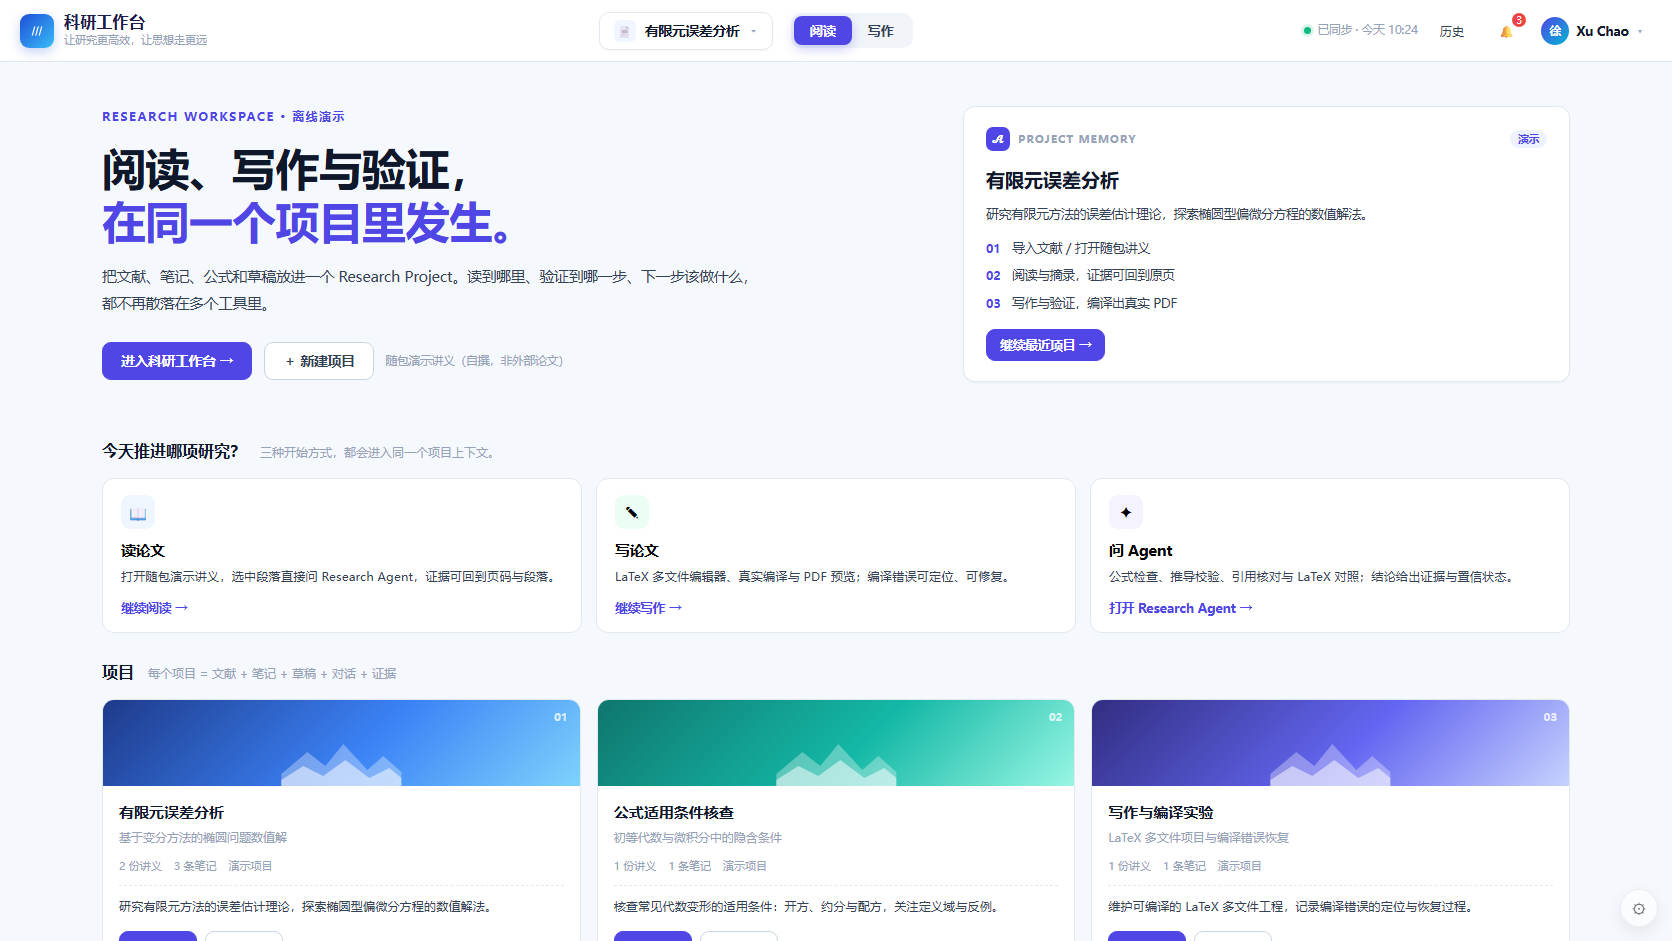 科研工作台
让研究更高效，让思想走更远
有限元误差分析
阅读
写作
已同步 · 今天 10:24
历史
3
徐
Xu Chao
RESEARCH WORKSPACE • 离线演示
阅读、写作与验证，
在同一个项目里发生。
把文献、笔记、公式和草稿放进一个 Research Project。读到哪里、验证到哪一步、下一步该做什么，
都不再散落在多个工具里。
进入科研工作台 →
+ 新建项目
随包演示讲义（自撰，非外部论文）
PROJECT MEMORY
演示
有限元误差分析
研究有限元方法的误差估计理论，探索椭圆型偏微分方程的数值解法。
01 导入文献 / 打开随包讲义
02 阅读与摘录，证据可回到原页
03 写作与验证，编译出真实 PDF
继续最近项目 →
今天推进哪项研究？
三种开始方式，都会进入同一个项目上下文。
读论文
打开随包演示讲义，选中段落直接问 Research Agent，证据可回到页码与段落。
继续阅读 →
写论文
LaTeX 多文件编辑器、真实编译与 PDF 预览；编译错误可定位、可修复。
继续写作 →
问 Agent
公式检查、推导校验、引用核对与 LaTeX 对照；结论给出证据与置信状态。
打开 Research Agent →
项目
每个项目 = 文献 + 笔记 + 草稿 + 对话 + 证据
01
有限元误差分析
基于变分方法的椭圆问题数值解
2 份讲义 3 条笔记 演示项目
研究有限元方法的误差估计理论，探索椭圆型偏微分方程的数值解法。
02
公式适用条件核查
初等代数与微积分中的隐含条件
1 份讲义 1 条笔记 演示项目
核查常见代数变形的适用条件：开方、约分与配方，关注定义域与反例。
03
写作与编译实验
LaTeX 多文件项目与编译错误恢复
1 份讲义 1 条笔记 演示项目
维护可编译的 LaTeX 多文件工程，记录编译错误的定位与恢复过程。